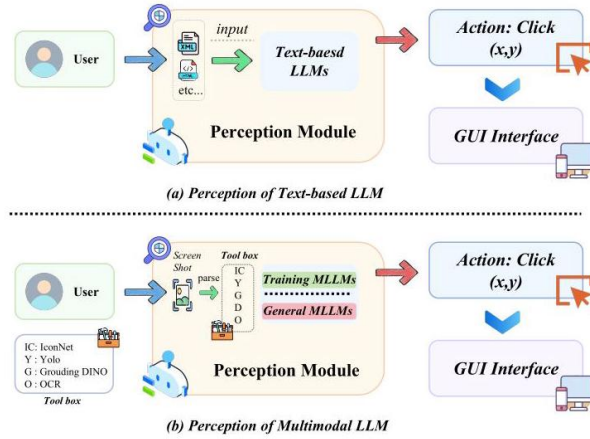 User
XML
HTML
etc...
input
Text-baesd
LLMs
Perception Module
Action: Click
(x,y)
GUI Interface
(a) Perception of Text-based LLM
User
IC: IconNet
Y : Yolo
G : Grouding DINO
O : OCR
Tool box
Screen
Shot
parse
Tool box
IC
Y
G
D
O
Training MLLMs
General MLLMs
Perception Module
Action: Click
(x,y)
GUI Interface
(b) Perception of Multimodal LLM